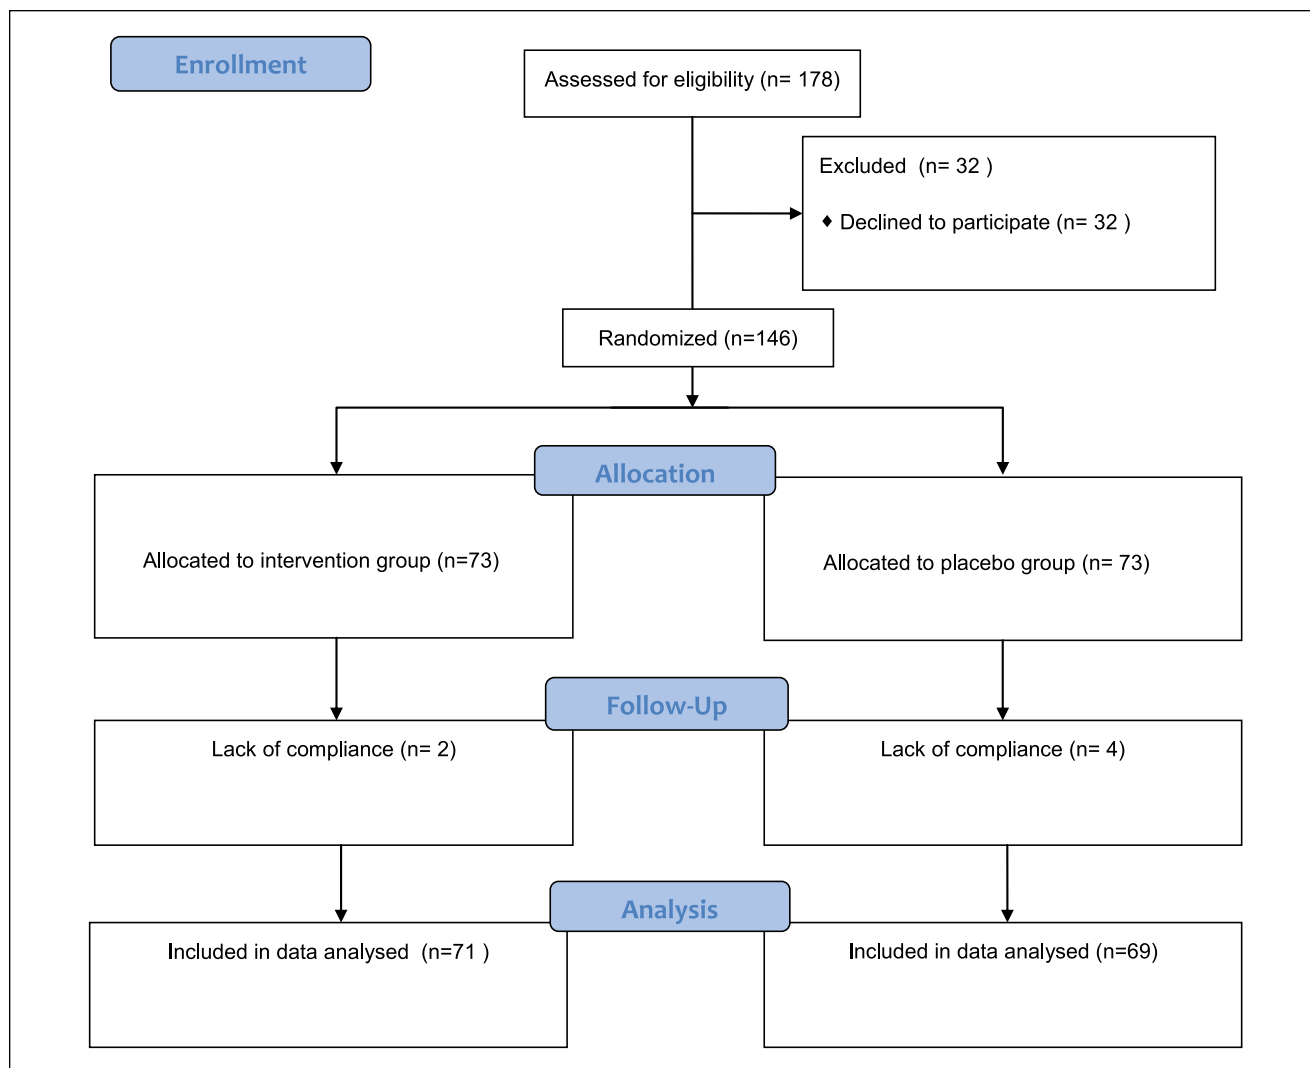 Enrollment
Assessed for eligibility (n= 178)
Excluded  (n= 32 )
♦ Declined to participate (n= 32 )
Randomized (n=146)
Allocation
Allocated to intervention group (n=73)
Allocated to placebo group (n= 73)
Follow-Up
Lack of compliance (n= 2)
Lack of compliance (n= 4)
Analysis
Included in data analysed  (n=71 )
Included in data analysed (n=69)